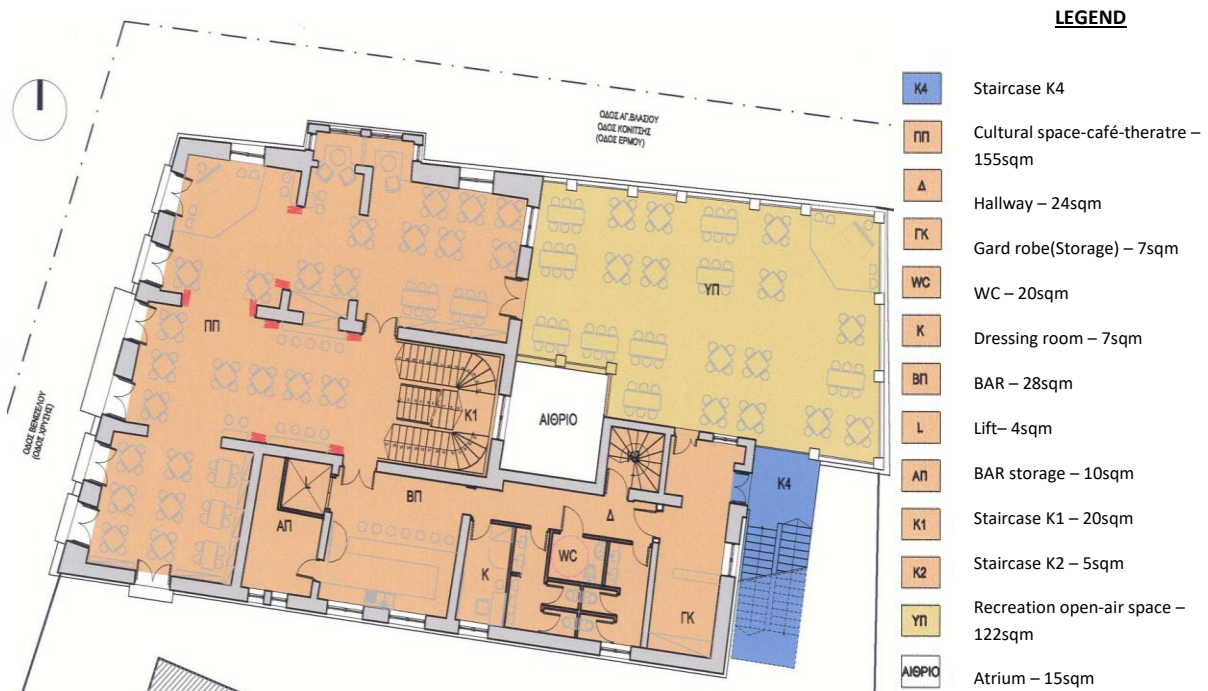 LEGEND
K4
Staircase K4
ΠΠ
Cultural space-café-theratre –
155sqm
Δ
Hallway – 24sqm
ΓΚ
Gard robe(Storage) – 7sqm
WC
WC – 20sqm
K
Dressing room – 7sqm
ΒΠ
BAR – 28sqm
L
Lift– 4sqm
ΑΠ
BAR storage – 10sqm
K1
Staircase K1 – 20sqm
K2
Staircase K2 – 5sqm
ΥΠ
Recreation open-air space –
122sqm
ΑΙΘΡΙΟ
Atrium – 15sqm
ΟΔΟΣ ΑΓ.ΒΛΑΣΙΟΥ
ΟΔΟΣ ΚΟΝΙΤΣΗΣ
(ΟΔΟΣ ΕΡΜΟΥ)
ΥΠ
ΠΠ
ΟΔΟΣ ΒΕΝΙΖΕΛΟΥ
(ΟΔΟΣ ΧΡΥΣΗΣ)
K1
ΑΙΘΡΙΟ
K2
K4
L
ΒΠ
ΑΠ
Δ
WC
K
ΓΚ